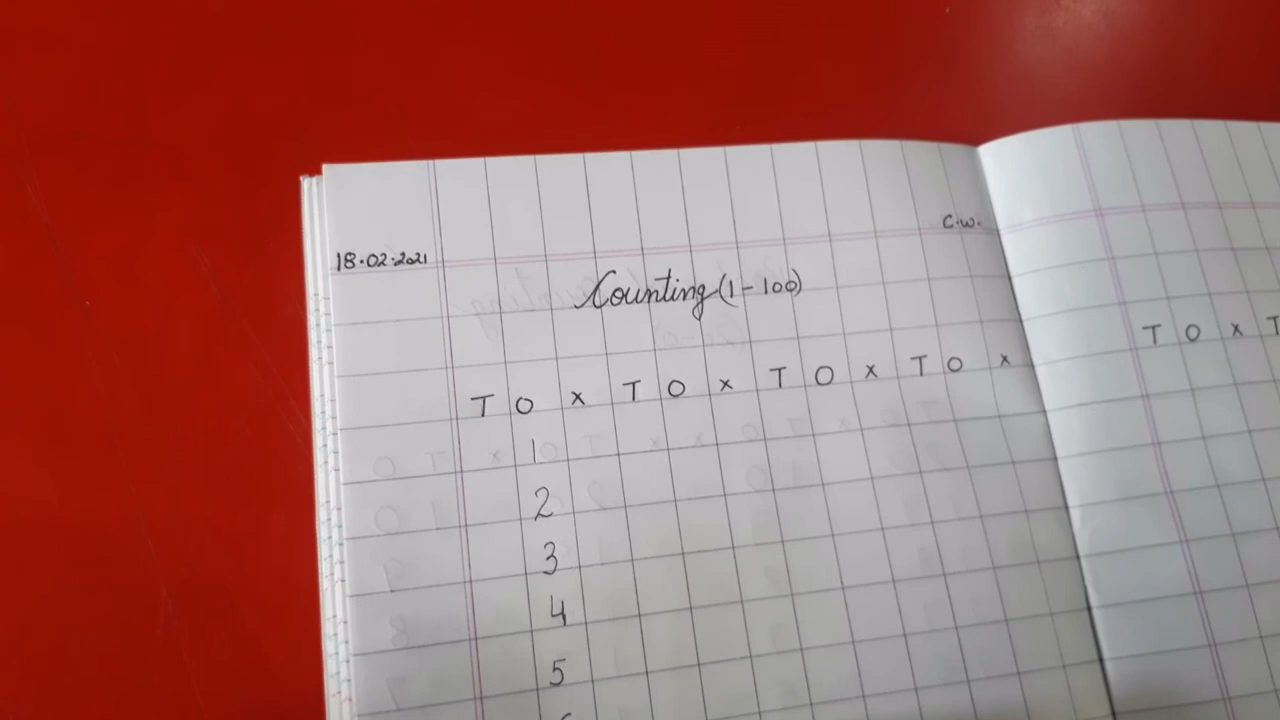 C.W.
18.02.2021
Counting (1-100)
T O x T O x T O x T O x
T O x T
1
2
3
4
5